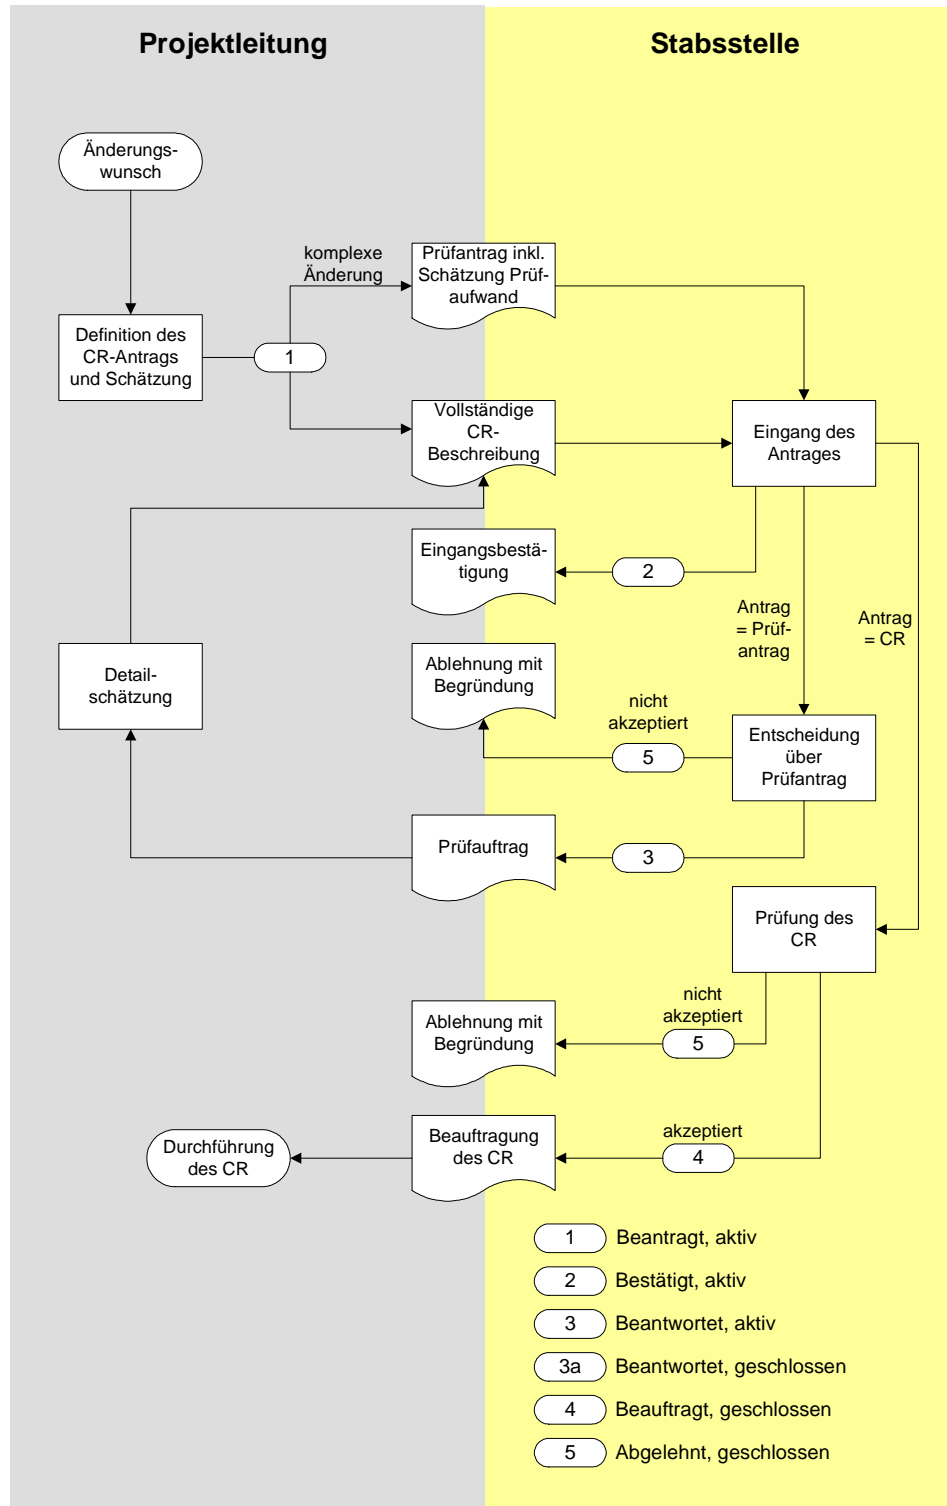 Projektleitung
Stabsstelle
Änderungs-
wunsch
komplexe
Änderung
Prüfantrag inkl.
Schätzung Prüf-
aufwand
Definition des
CR-Antrags
und Schätzung
1
Vollständige
CR-
Beschreibung
Eingang des
Antrages
Eingangsbestä-
tigung
2
Antrag
= Prüf-
antrag
Antrag
= CR
Detail-
schätzung
Ablehnung mit
Begründung
nicht
akzeptiert
5
Entscheidung
über
Prüfantrag
Prüfauftrag
3
Prüfung des
CR
nicht
akzeptiert
Ablehnung mit
Begründung
5
Durchführung
des CR
Beauftragung
des CR
akzeptiert
4
1 Beantragt, aktiv
2 Bestätigt, aktiv
3 Beantwortet, aktiv
3a Beantwortet, geschlossen
4 Beauftragt, geschlossen
5 Abgelehnt, geschlossen